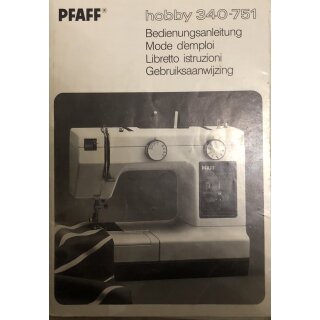 PFAFF® hobby 340-751
Bedienungsanleitung
Mode d'emploi
Libretto istruzioni
Gebruiksaanwijzing
PFAFF